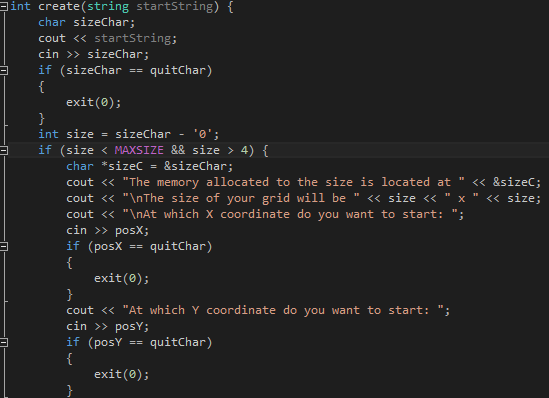 int create(string startString) {
    char sizeChar;
    cout << startString;
    cin >> sizeChar;
    if (sizeChar == quitChar)
    {
        exit(0);
    }
    int size = sizeChar - '0';
    if (size < MAXSIZE && size > 4) {
        char *sizeC = &sizeChar;
        cout << "The memory allocated to the size is located at " << &sizeC;
        cout << "\nThe size of your grid will be " << size << " x " << size;
        cout << "\nAt which X coordinate do you want to start: ";
        cin >> posX;
        if (posX == quitChar)
        {
            exit(0);
        }
        cout << "At which Y coordinate do you want to start: ";
        cin >> posY;
        if (posY == quitChar)
        {
            exit(0);
        }